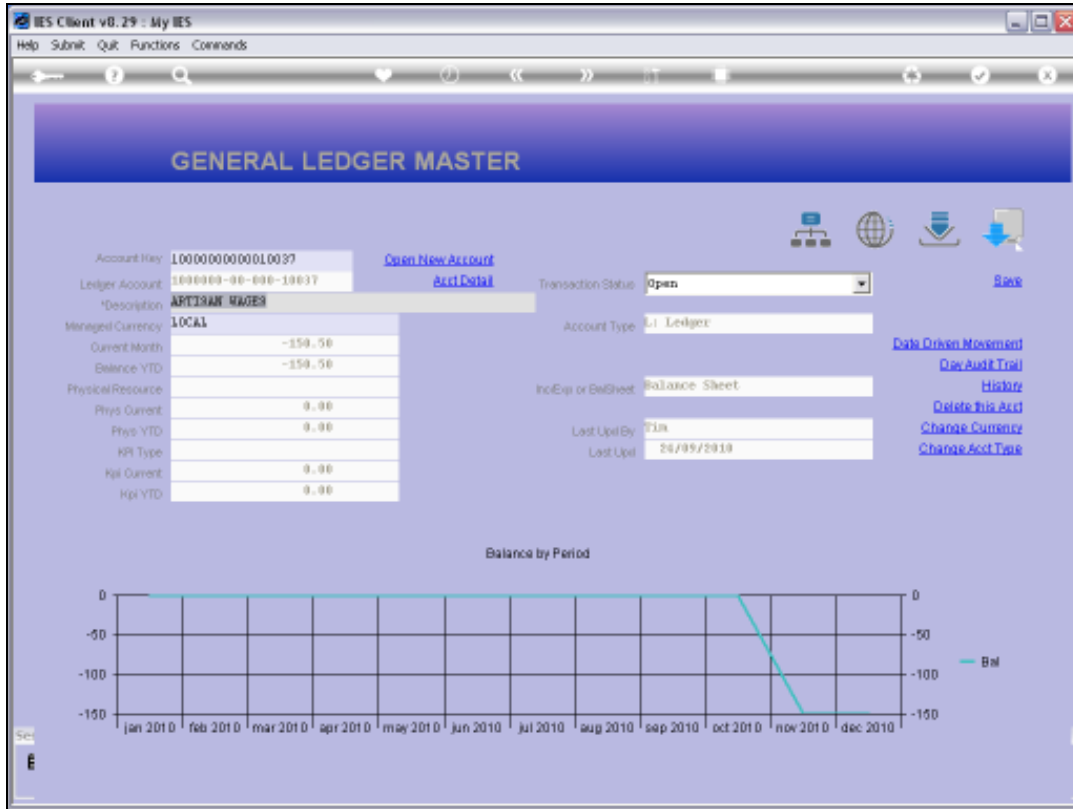 IES Client v8.29 : My IES
Help Submit Quit Functions Commands
GENERAL LEDGER MASTER
Account Key 10000000000010037 Open New Account
Ledger Account 1000000-00-000-10037 Acct Detail Transaction Status Open Save
*Description ARTISAN WAGES
Managed Currency LOCAL Account Type L: Ledger
Current Month -150.50 Date Driven Movement
Balance YTD -150.50 Day Audit Trail
Physical Resource Inc/Exp or BalSheet Balance Sheet History
Phys Current 0.00 Delete this Acct
Phys YTD 0.00 Last Upd By Tim Change Currency
KPI Type Last Upd 24/09/2010 Change Acct Type
Kpi Current 0.00
Kpi YTD 0.00
Balance by Period
0 0
-50 -50
Bal
-100 -100
-150 -150
jan 2010 feb 2010 mar 2010 apr 2010 may 2010 jun 2010 jul 2010 aug 2010 sep 2010 oct 2010 nov 2010 dec 2010